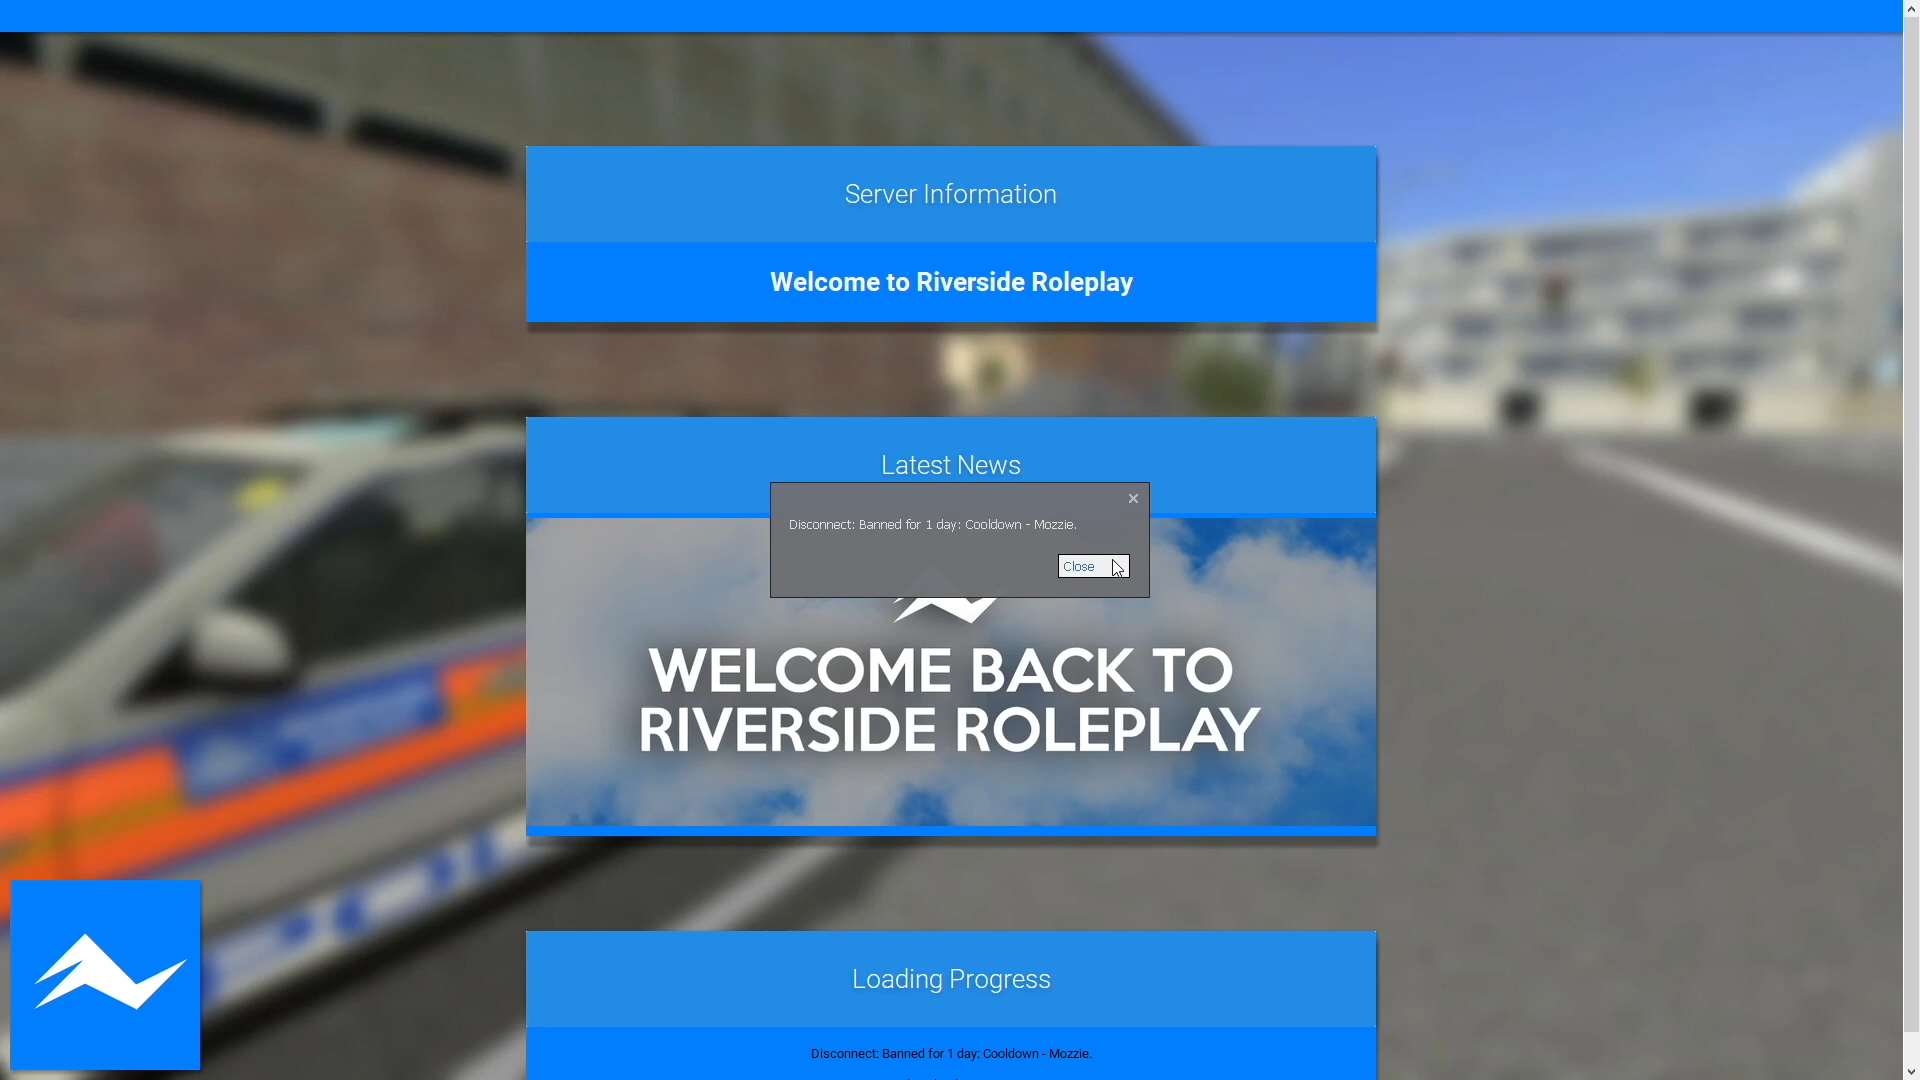 Server Information
Welcome to Riverside Roleplay
Latest News
Disconnect: Banned for 1 day: Cooldown - Mozzie.
Close
WELCOME BACK TO
RIVERSIDE ROLEPLAY
Loading Progress
Disconnect: Banned for 1 day: Cooldown - Mozzie.